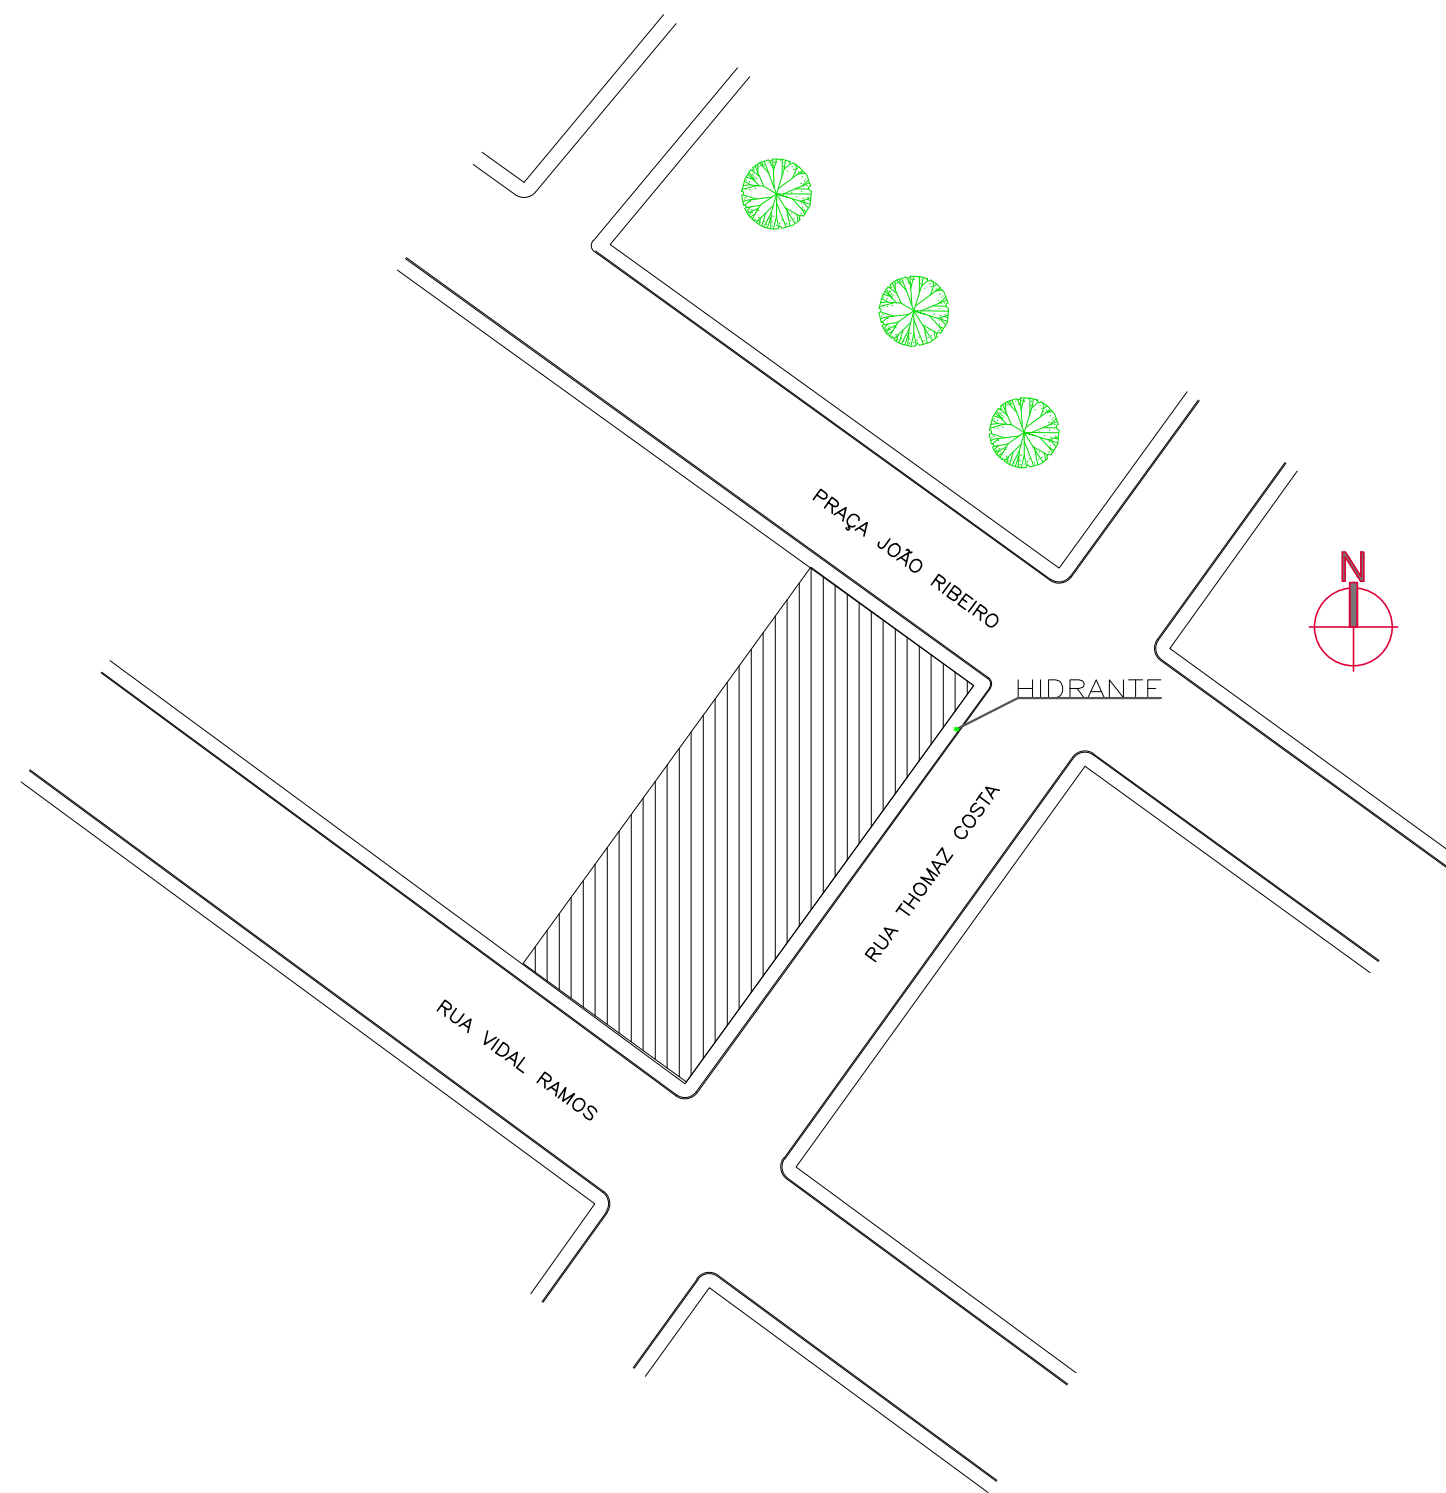 PRAÇA JOÃO RIBEIRO
N
HIDRANTE
RUA THOMAZ COSTA
RUA VIDAL RAMOS